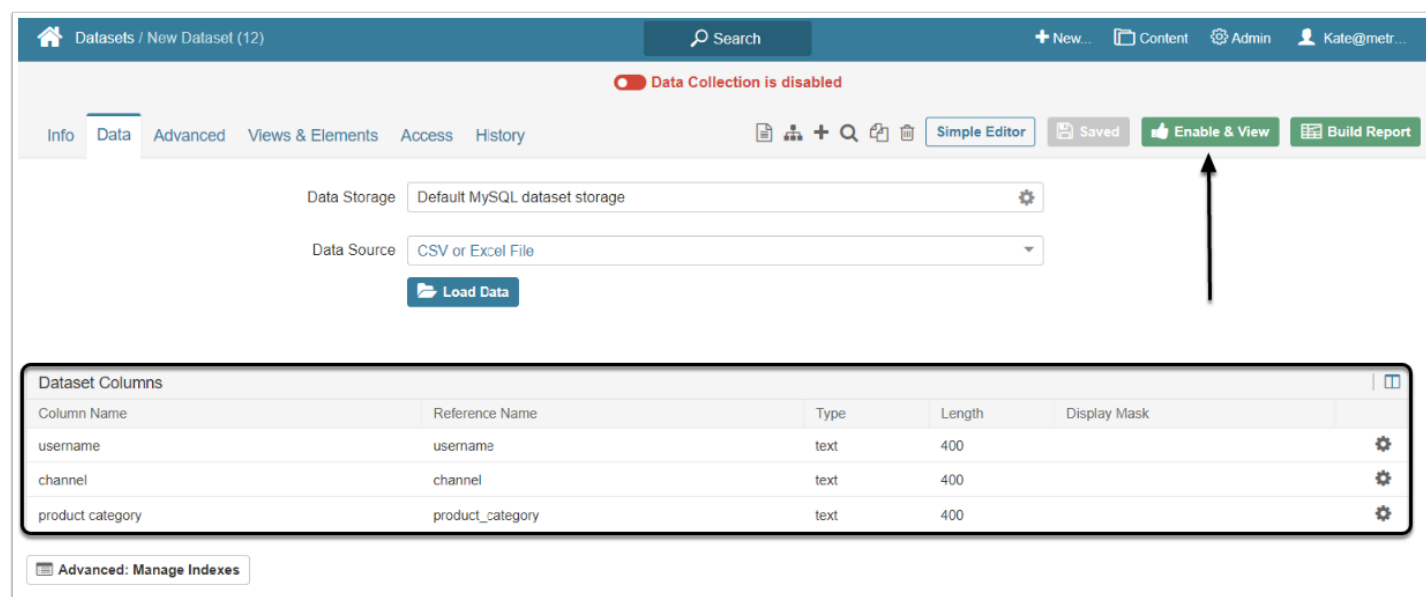 Datasets / New Dataset (12) Search New... Content Admin Kate@metr...
Data Collection is disabled
Info Data Advanced Views & Elements Access History Simple Editor Saved Enable & View Build Report
Data Storage Default MySQL dataset storage
Data Source CSV or Excel File
Load Data
Dataset Columns
Column Name Reference Name Type Length Display Mask
username username text 400
channel channel text 400
product category product_category text 400
Advanced: Manage Indexes